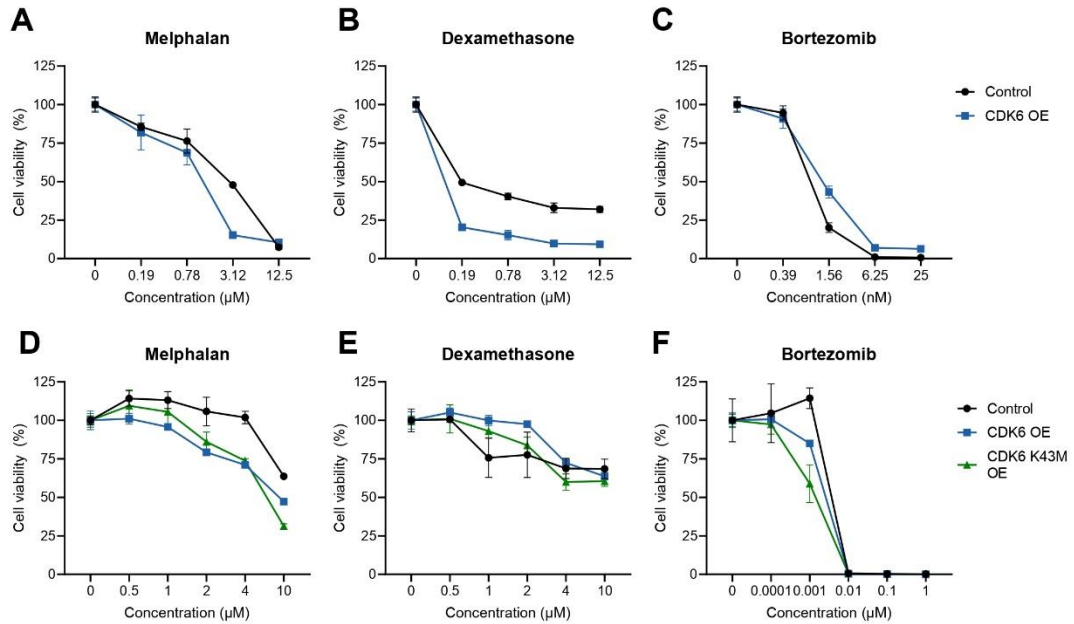 A
Melphalan
125
100
75
50
25
0
Cell viability (%)
0 0.19 0.78 3.12 12.5
Concentration (µM)
B
Dexamethasone
125
100
75
50
25
0
Cell viability (%)
0 0.19 0.78 3.12 12.5
Concentration (µM)
C
Bortezomib
125
100
75
50
25
0
Cell viability (%)
0 0.39 1.56 6.25 25
Concentration (nM)
Control
CDK6 OE
D
Melphalan
125
100
75
50
25
0
Cell viability (%)
0 0.5 1 2 4 10
Concentration (µM)
E
Dexamethasone
125
100
75
50
25
0
Cell viability (%)
0 0.5 1 2 4 10
Concentration (µM)
F
Bortezomib
125
100
75
50
25
0
Cell viability (%)
0 0.0001 0.001 0.01 0.1 1
Concentration (µM)
Control
CDK6 OE
CDK6 K43M
OE